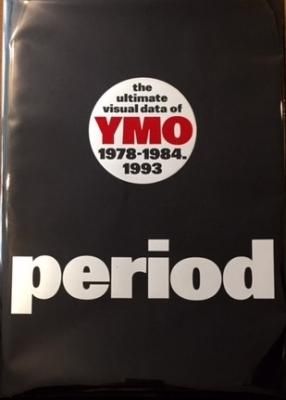 the
ultimate
visual data of
YMO
1978-1984.
1993
period